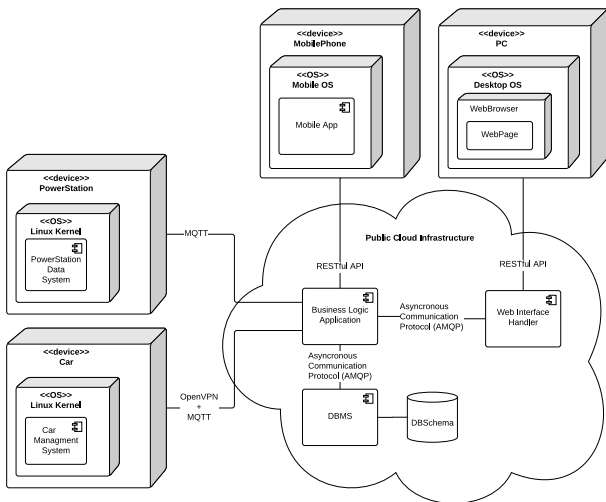 <<device>>
MobilePhone
<<OS>>
Mobile OS
Mobile App
<<device>>
PC
<<OS>>
Desktop OS
WebBrowser
WebPage
<<device>>
PowerStation
<<OS>>
Linux Kernel
PowerStation
Data
System
MQTT
Public Cloud Infrastructure
RESTful API
RESTful API
Business Logic
Application
Asyncronous
Communication
Protocol (AMQP)
Web Interface
Handler
<<device>>
Car
<<OS>>
Linux Kernel
Car
Managment
System
OpenVPN
+
MQTT
Asyncronous
Communication
Protocol (AMQP)
DBMS
DBSchema